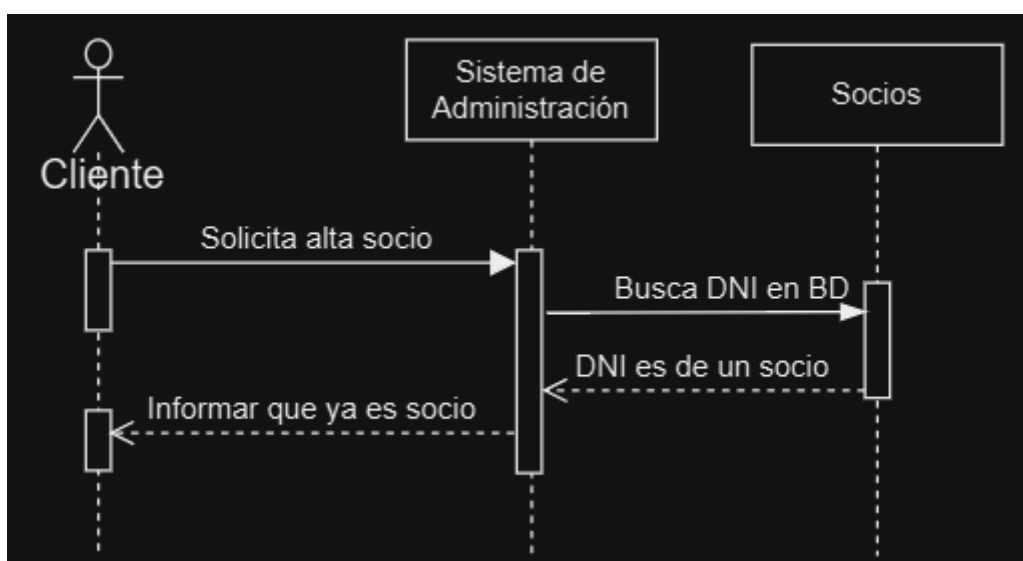 Sistema de
Administración
Socios
Cliente
Solicita alta socio
Busca DNI en BD
DNI es de un socio
Informar que ya es socio